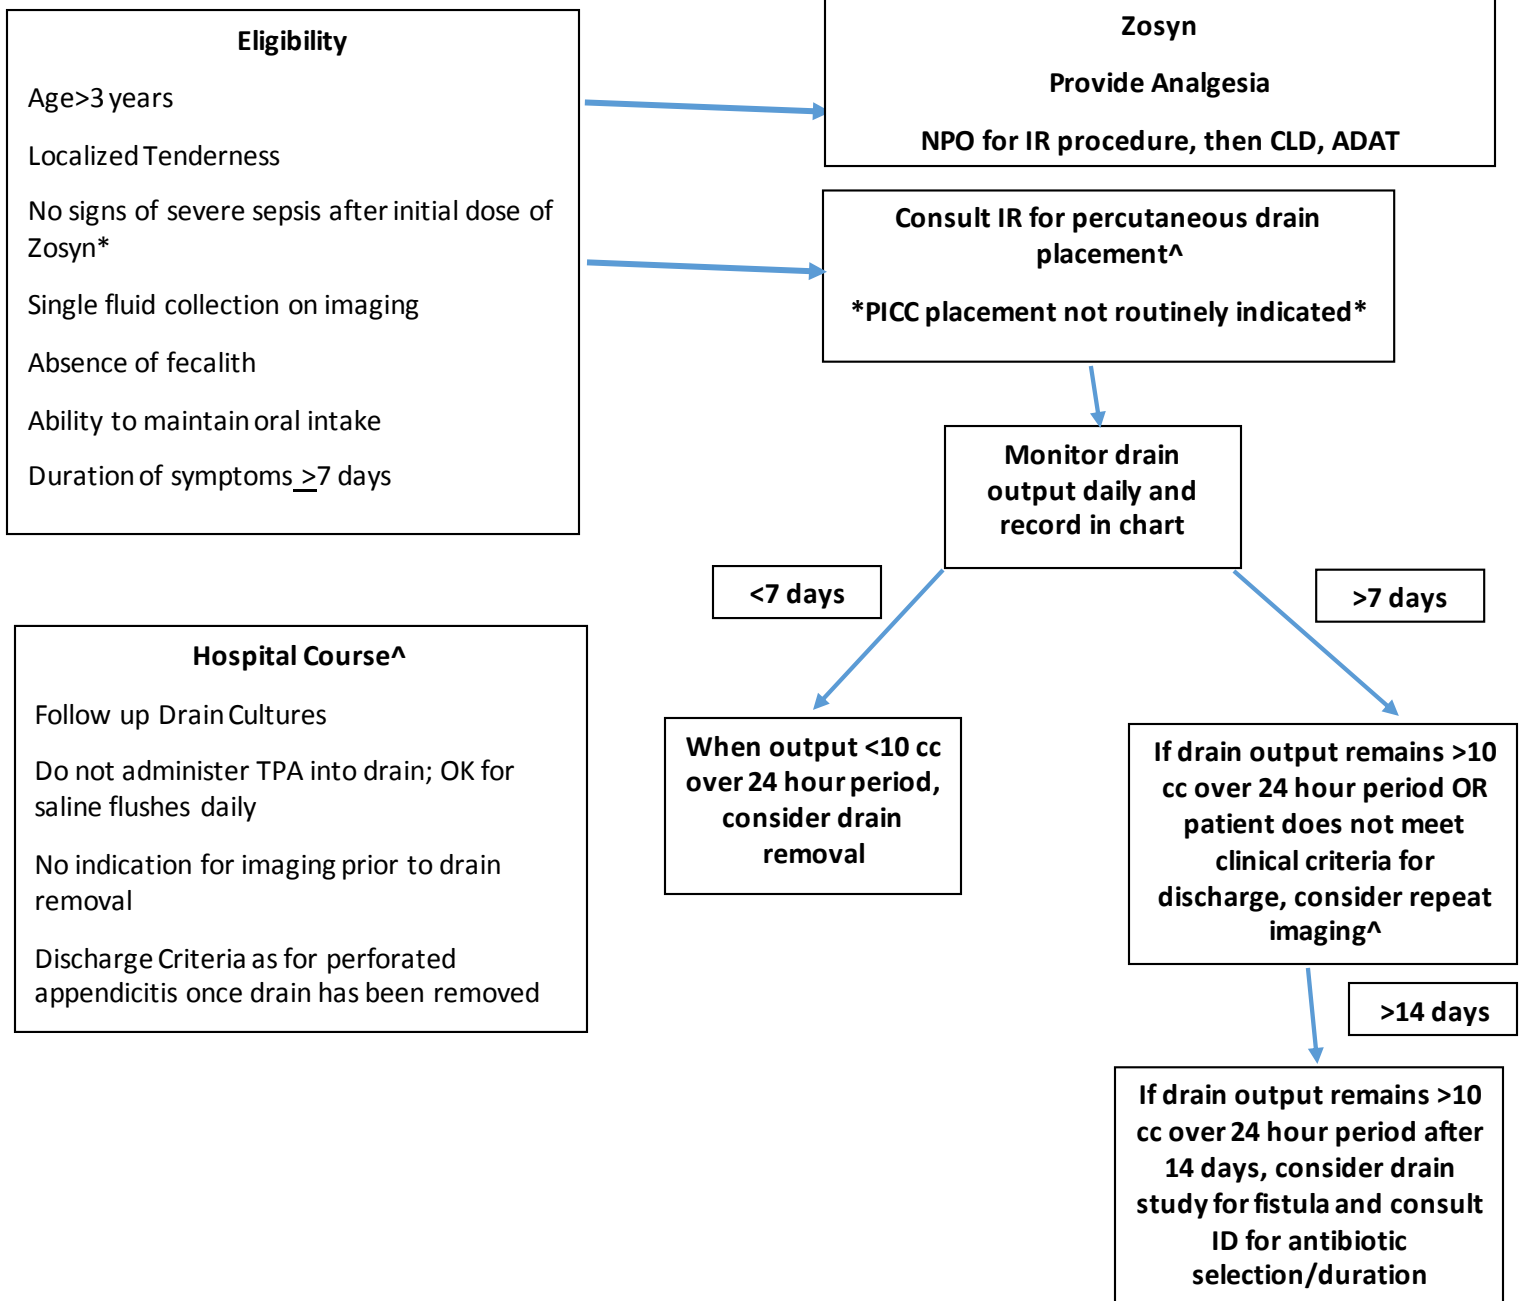 Eligibility
Age>3 years
Localized Tenderness
No signs of severe sepsis after initial dose of
Zosyn*
Single fluid collection on imaging
Absence of fecalith
Ability to maintain oral intake
Duration of symptoms >7 days
Zosyn
Provide Analgesia
NPO for IR procedure, then CLD, ADAT
Consult IR for percutaneous drain
placement^
*PICC placement not routinely indicated*
Monitor drain
output daily and
record in chart
<7 days
>7 days
Hospital Course^
Follow up Drain Cultures
Do not administer TPA into drain; OK for
saline flushes daily
No indication for imaging prior to drain
removal
Discharge Criteria as for perforated
appendicitis once drain has been removed
When output <10 cc
over 24 hour period,
consider drain
removal
If drain output remains >10
cc over 24 hour period OR
patient does not meet
clinical criteria for
discharge, consider repeat
imaging^
>14 days
If drain output remains >10
cc over 24 hour period after
14 days, consider drain
study for fistula and consult
ID for antibiotic
selection/duration